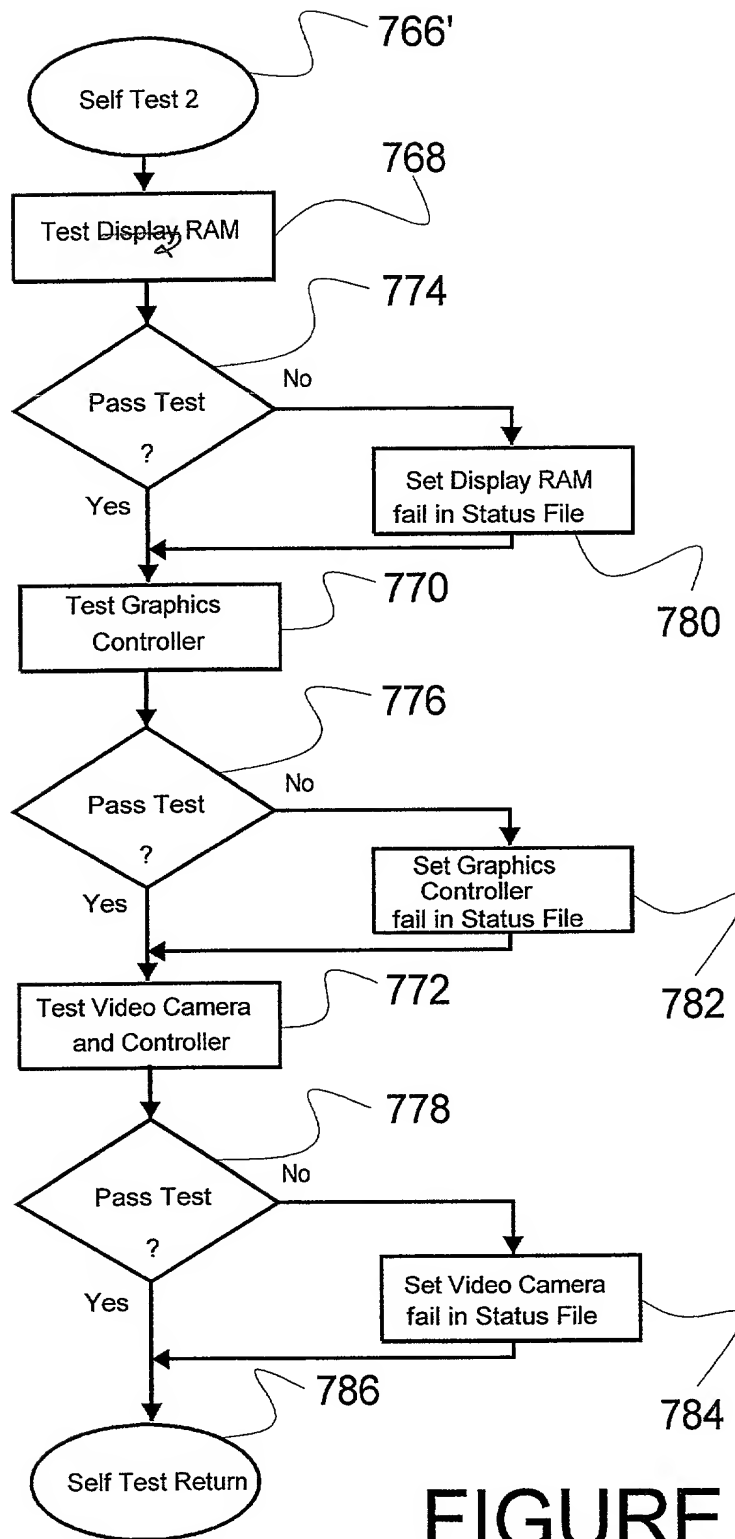 766'
Self Test 2
768
Test Display RAM
774
Pass Test
?
No
Yes
Set Display RAM
fail in Status File
780
770
Test Graphics
Controller
776
Pass Test
?
No
Yes
Set Graphics
Controller
fail in Status File
782
772
Test Video Camera
and Controller
778
Pass Test
?
No
Yes
Set Video Camera
fail in Status File
784
786
Self Test Return
FIGURE